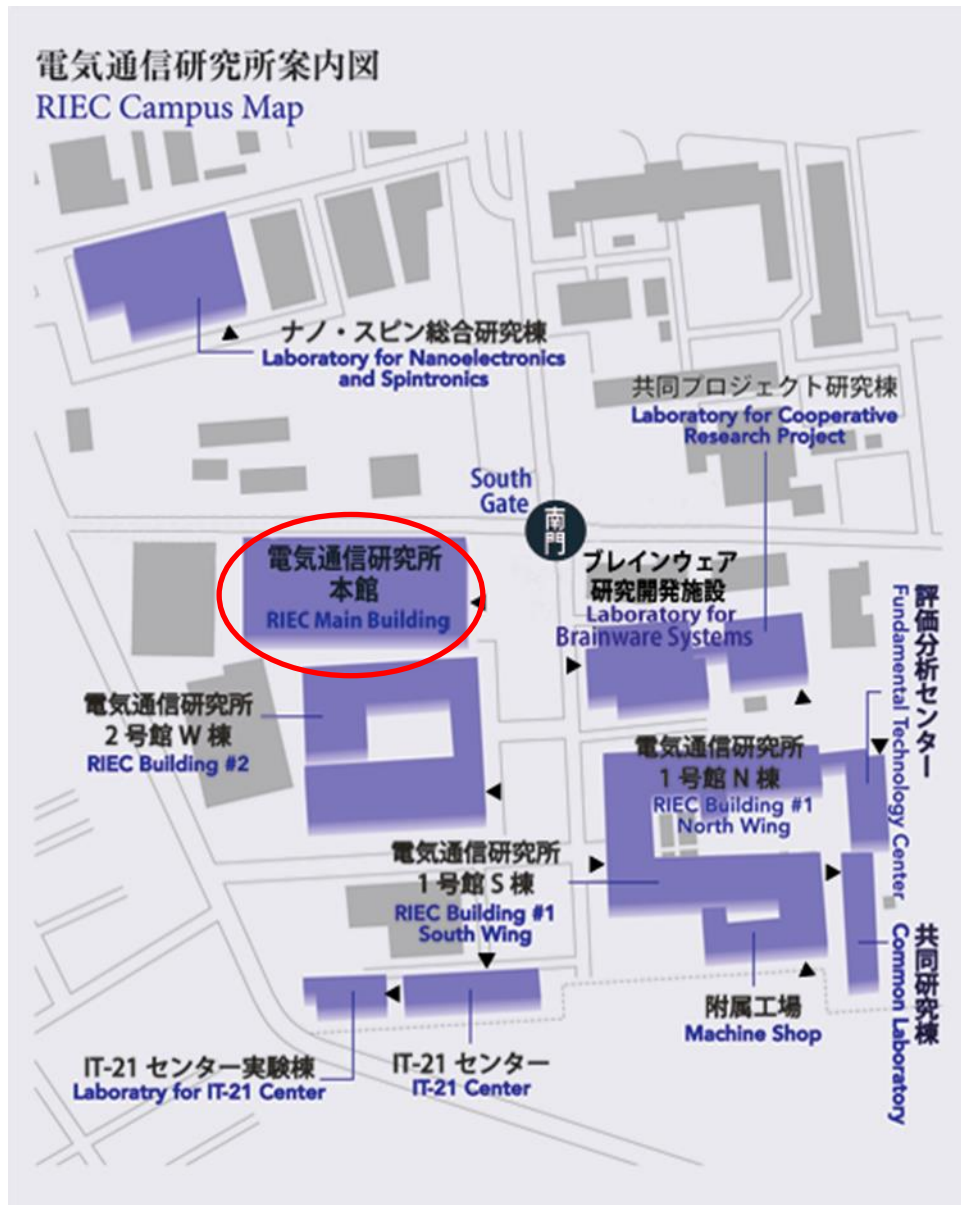 電気通信研究所案内図
RIEC Campus Map
ナノ・スピン総合研究棟
Laboratory for Nanoelectronics
and Spintronics
共同プロジェクト研究棟
Laboratory for Cooperative
Research Project
South
Gate
南門
電気通信研究所
本館
RIEC Main Building
ブレインウェア
研究開発施設
Laboratory for
Brainware Systems
評価分析センター
Fundamental Technology Center
電気通信研究所
2号館W棟
RIEC Building #2
電気通信研究所
1号館N棟
RIEC Building #1
North Wing
電気通信研究所
1号館S棟
RIEC Building #1
South Wing
共同研究棟
Common Laboratory
附属工場
Machine Shop
IT-21センター実験棟
Laboratry for IT-21 Center
IT-21センター
IT-21 Center